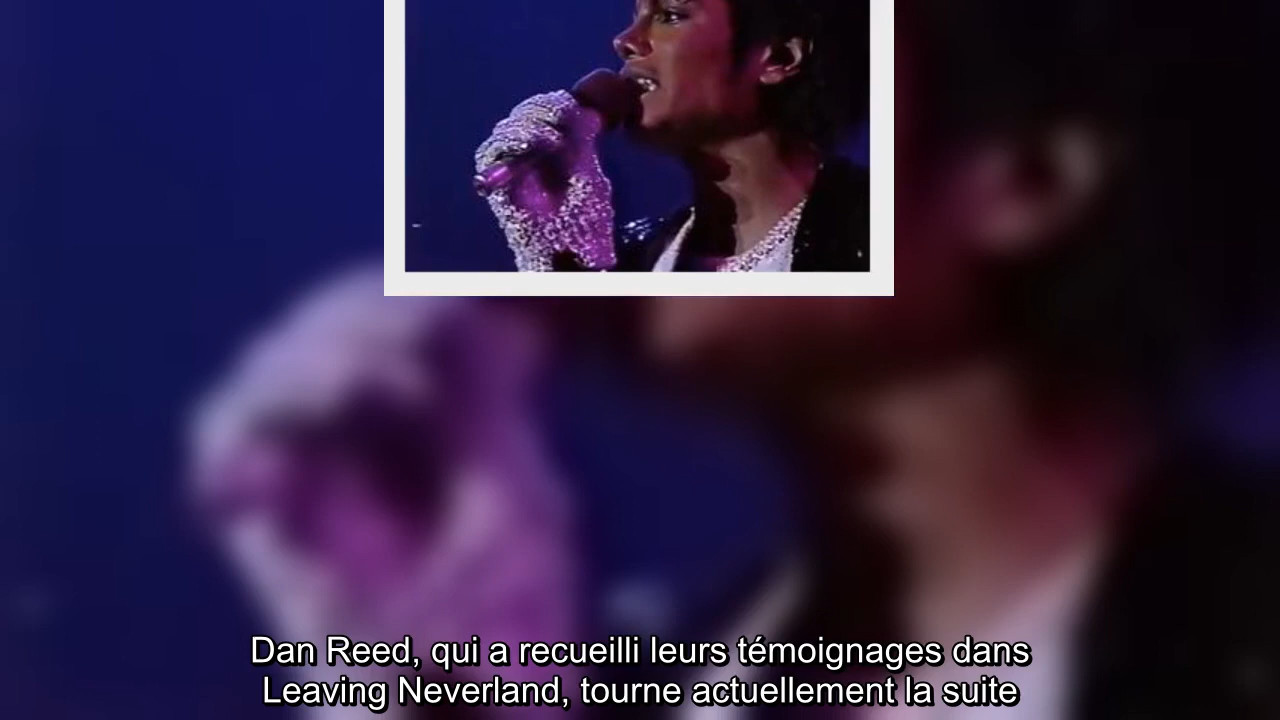 Dan Reed, qui a recueilli leurs témoignages dans
Leaving Neverland, tourne actuellement la suite